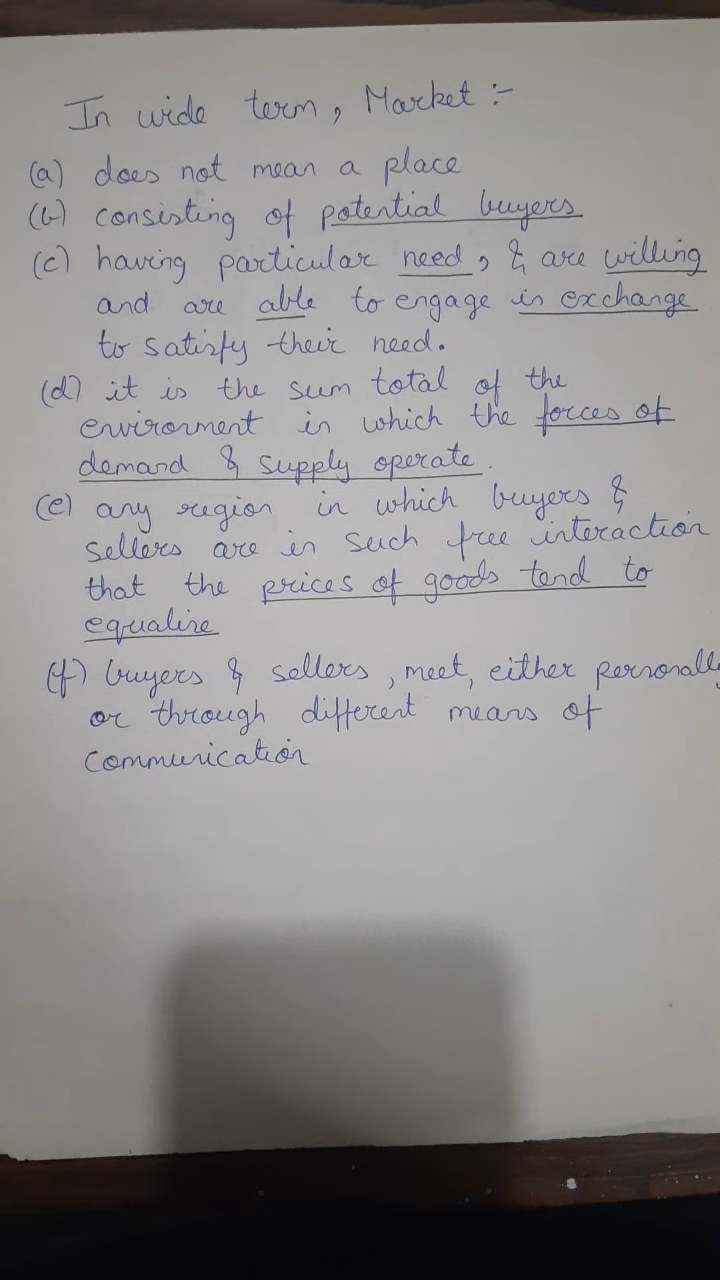 In wide term, Market :-
(a) does not mean a place
(b) consisting of potential buyers
(c) having particular need, & are willing
and are able to engage in exchange
to satisfy their need.
(d) it is the sum total of the
environment in which the forces of
demand & supply operate.
(e) any region in which buyers &
sellers are in such free interaction
that the prices of goods tend to
equalize
(f) buyers & sellers, meet, either personally
or through different means of
communication